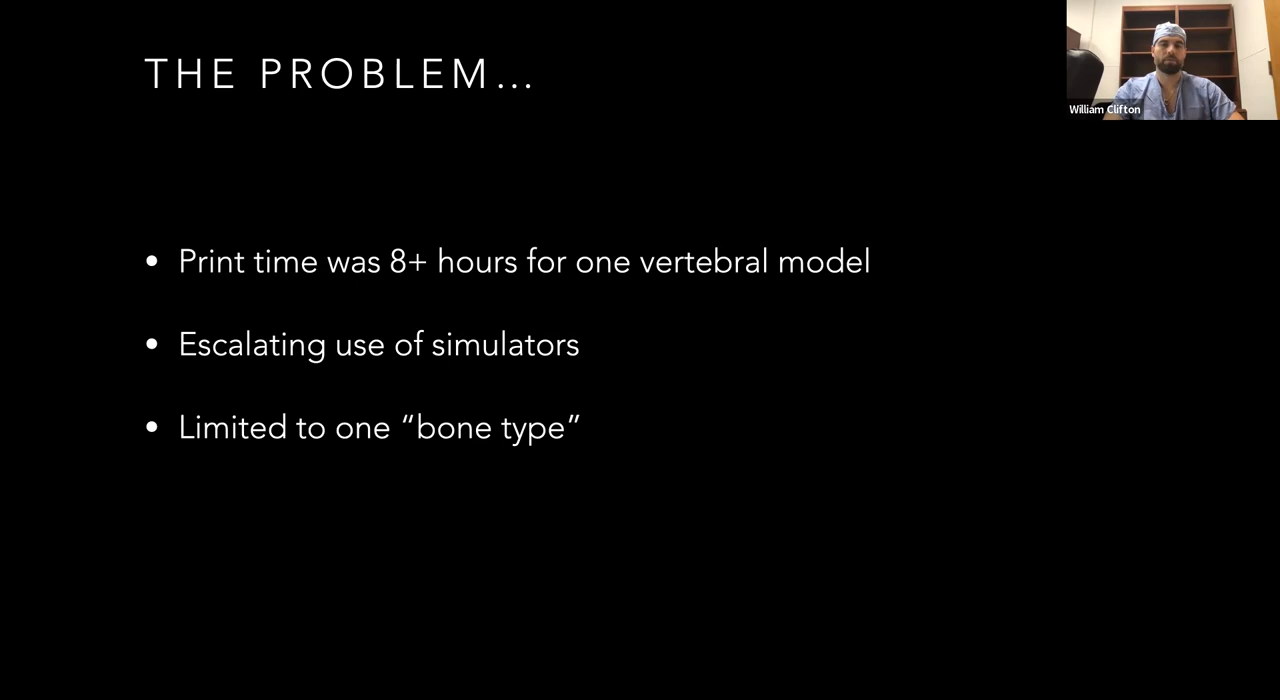 THE PROBLEM...
William Clifton
• Print time was 8+ hours for one vertebral model
• Escalating use of simulators
• Limited to one “bone type”